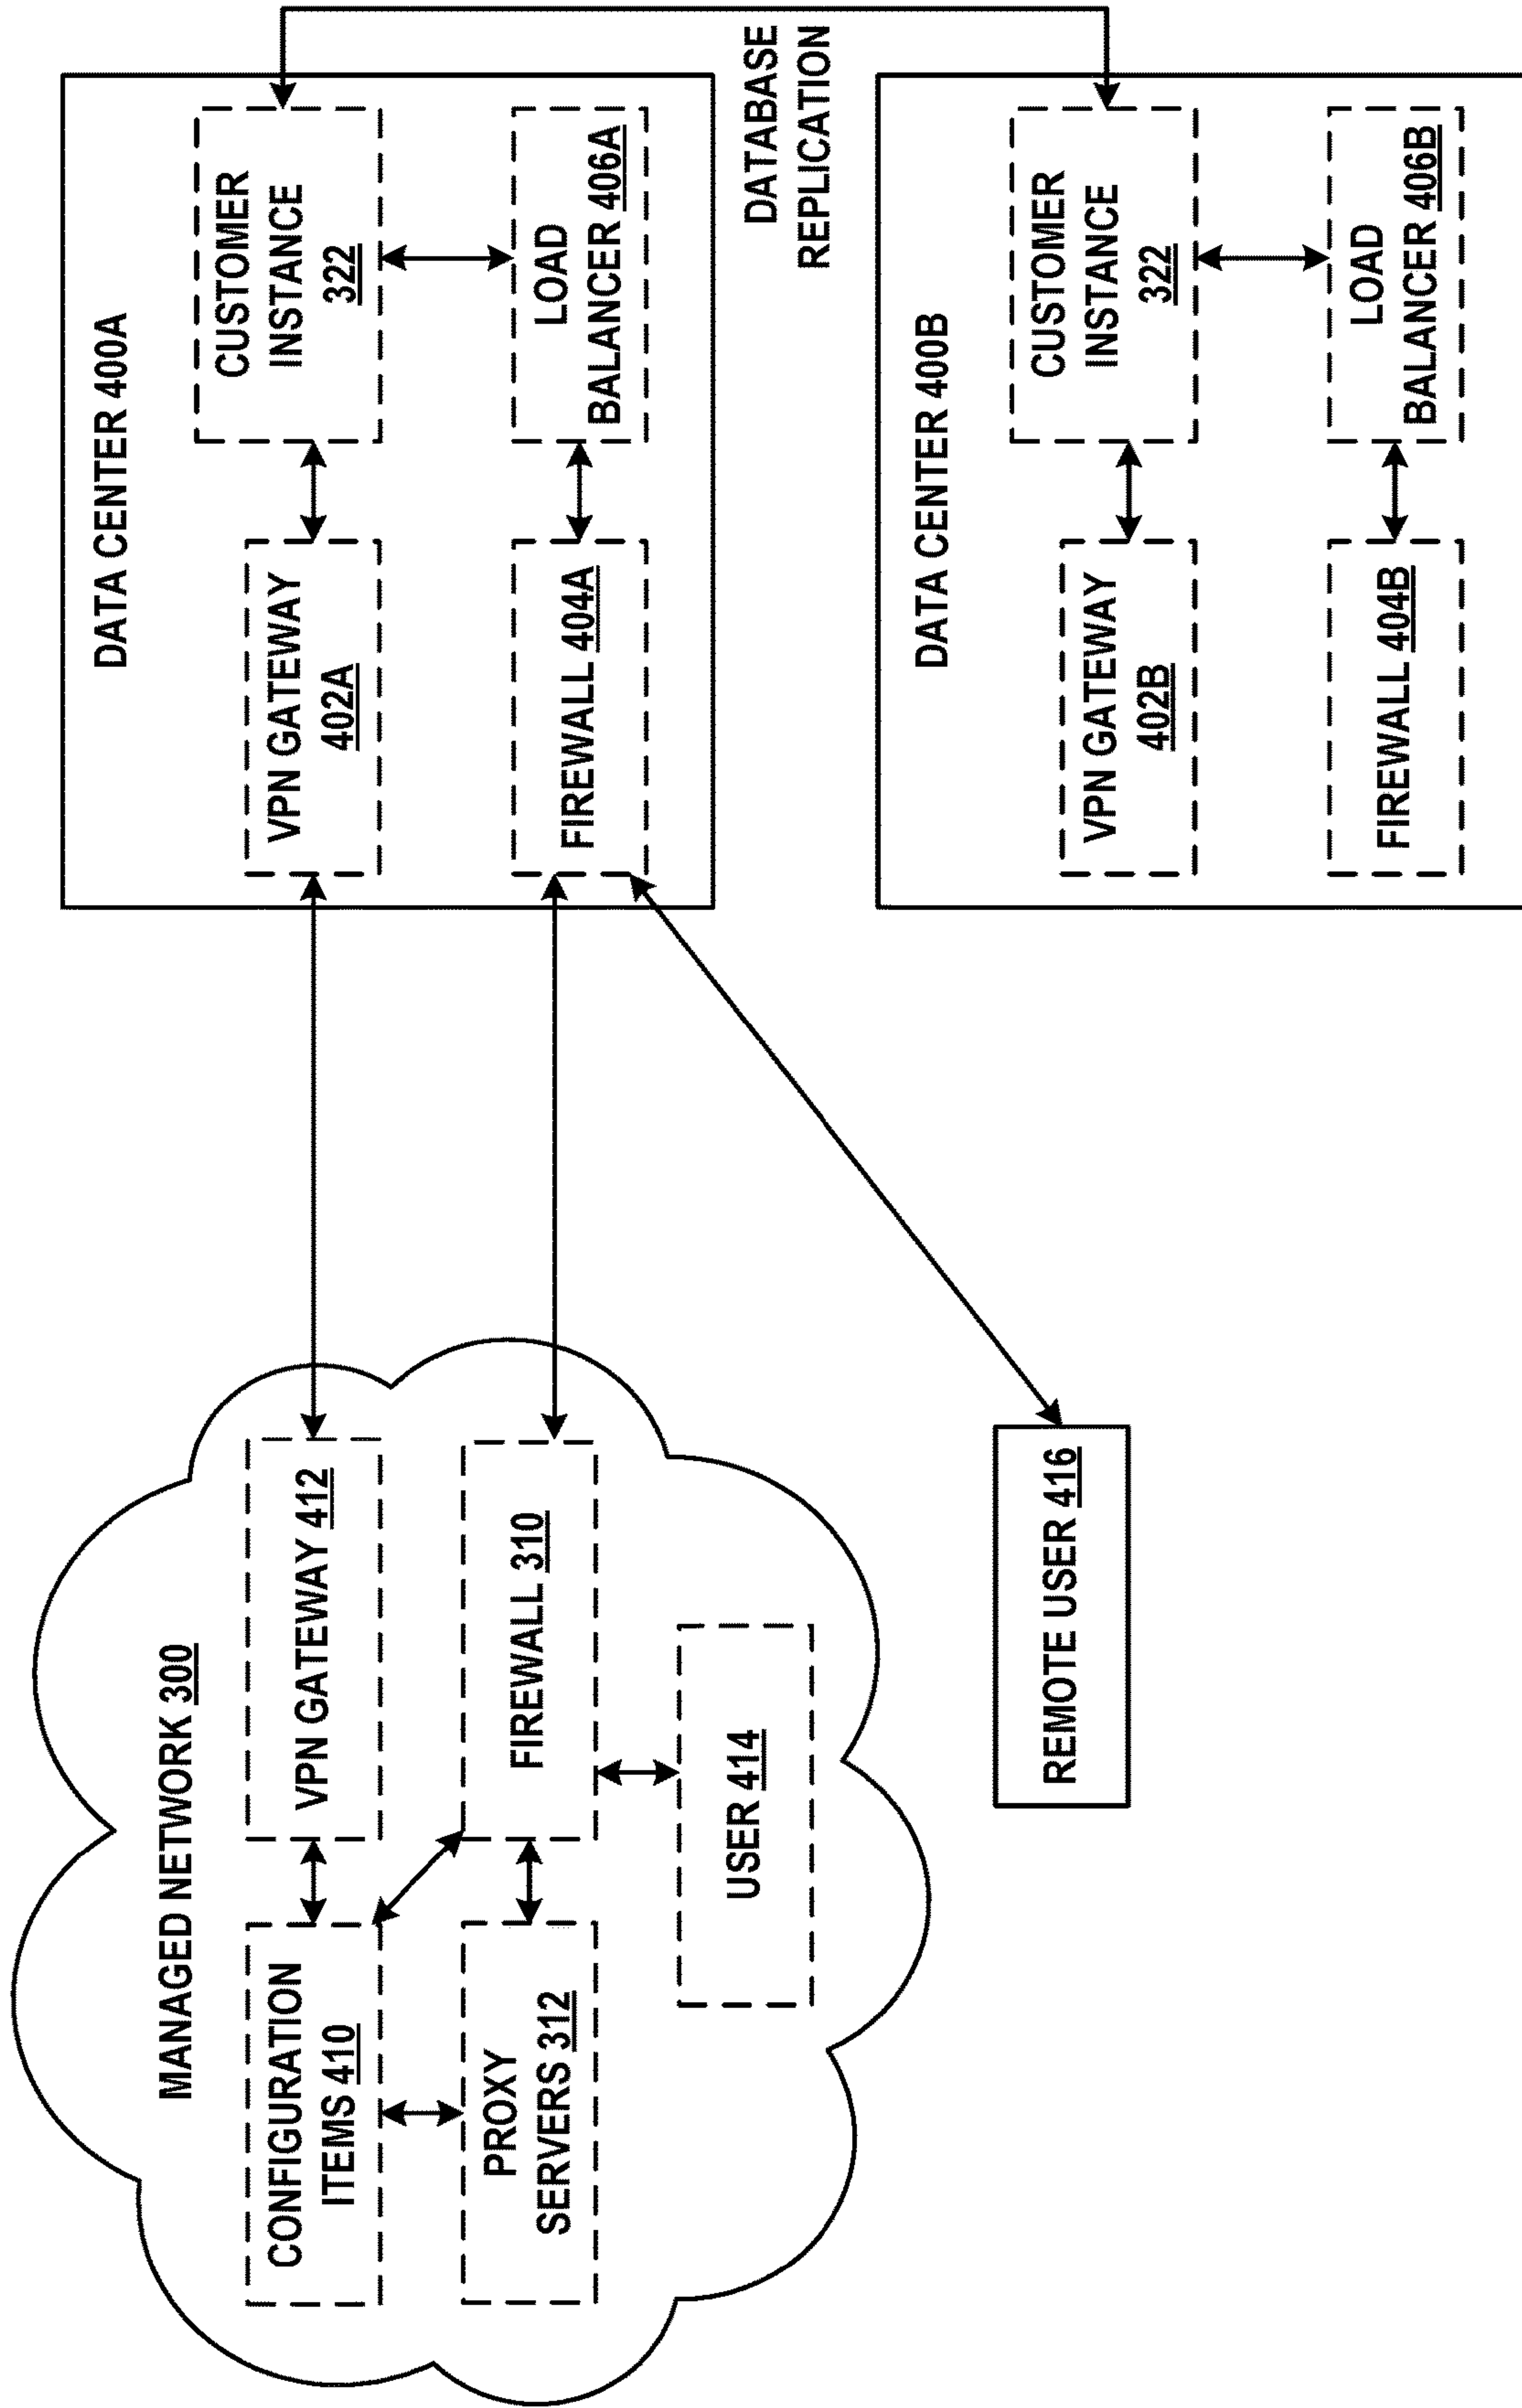 MANAGED NETWORK 300
CONFIGURATION
ITEMS 410
VPN GATEWAY 412
PROXY
SERVERS 312
FIREWALL 310
USER 414
REMOTE USER 416
DATA CENTER 400A
VPN GATEWAY
402A
CUSTOMER
INSTANCE
322
FIREWALL 404A
LOAD
BALANCER 406A
DATABASE
REPLICATION
DATA CENTER 400B
VPN GATEWAY
402B
CUSTOMER
INSTANCE
322
FIREWALL 404B
LOAD
BALANCER 406B